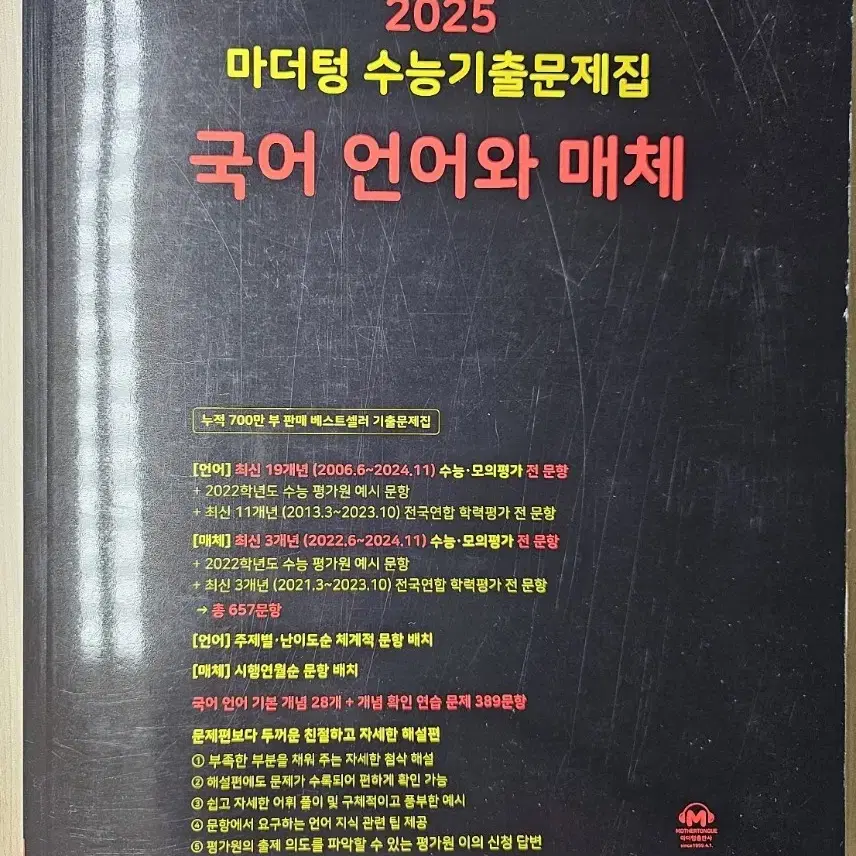 2025
마더텅 수능기출문제집
국어 언어와 매체
누적 700만 부 판매 베스트셀러 기출문제집
[언어] 최신 19개년 (2006.6~2024.11) 수능·모의평가 전 문항
+ 2022학년도 수능 평가원 예시 문항
+ 최신 11개년 (2013.3~2023.10) 전국연합 학력평가 전 문항
[매체] 최신 3개년 (2022.6~2024.11) 수능·모의평가 전 문항
+ 2022학년도 수능 평가원 예시 문항
+ 최신 3개년 (2021.3~2023.10) 전국연합 학력평가 전 문항
→ 총 657문항
[언어] 주제별·난이도순 체계적 문항 배치
[매체] 시행연월순 문항 배치
국어 언어 기본 개념 28개 + 개념 확인 연습 문제 389문항
문제편보다 두꺼운 친절하고 자세한 해설편
① 부족한 부분을 채워 주는 자세한 첨삭 해설
② 해설편에도 문제가 수록되어 편하게 확인 가능
③ 쉽고 자세한 어휘 풀이 및 구체적이고 풍부한 예시
④ 문항에서 요구하는 언어 지식 관련 팁 제공
⑤ 평가원의 출제 의도를 파악할 수 있는 평가원 이의 신청 답변
M
MOTHERTONGUE
마더텅출판사
since1999.4.1.